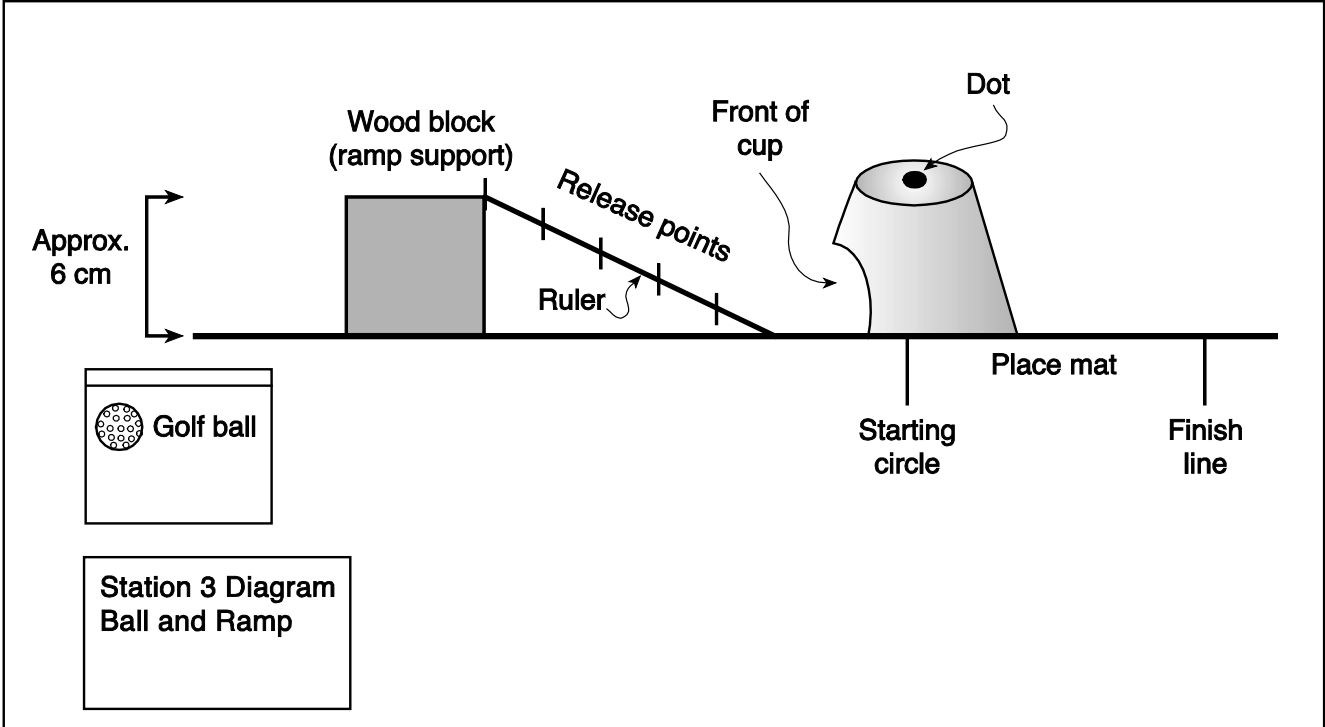 Dot
Front of
cup
Wood block
(ramp support)
Release points
Approx.
6 cm
Ruler
Place mat
Golf ball
Starting
circle
Finish
line
Station 3 Diagram
Ball and Ramp